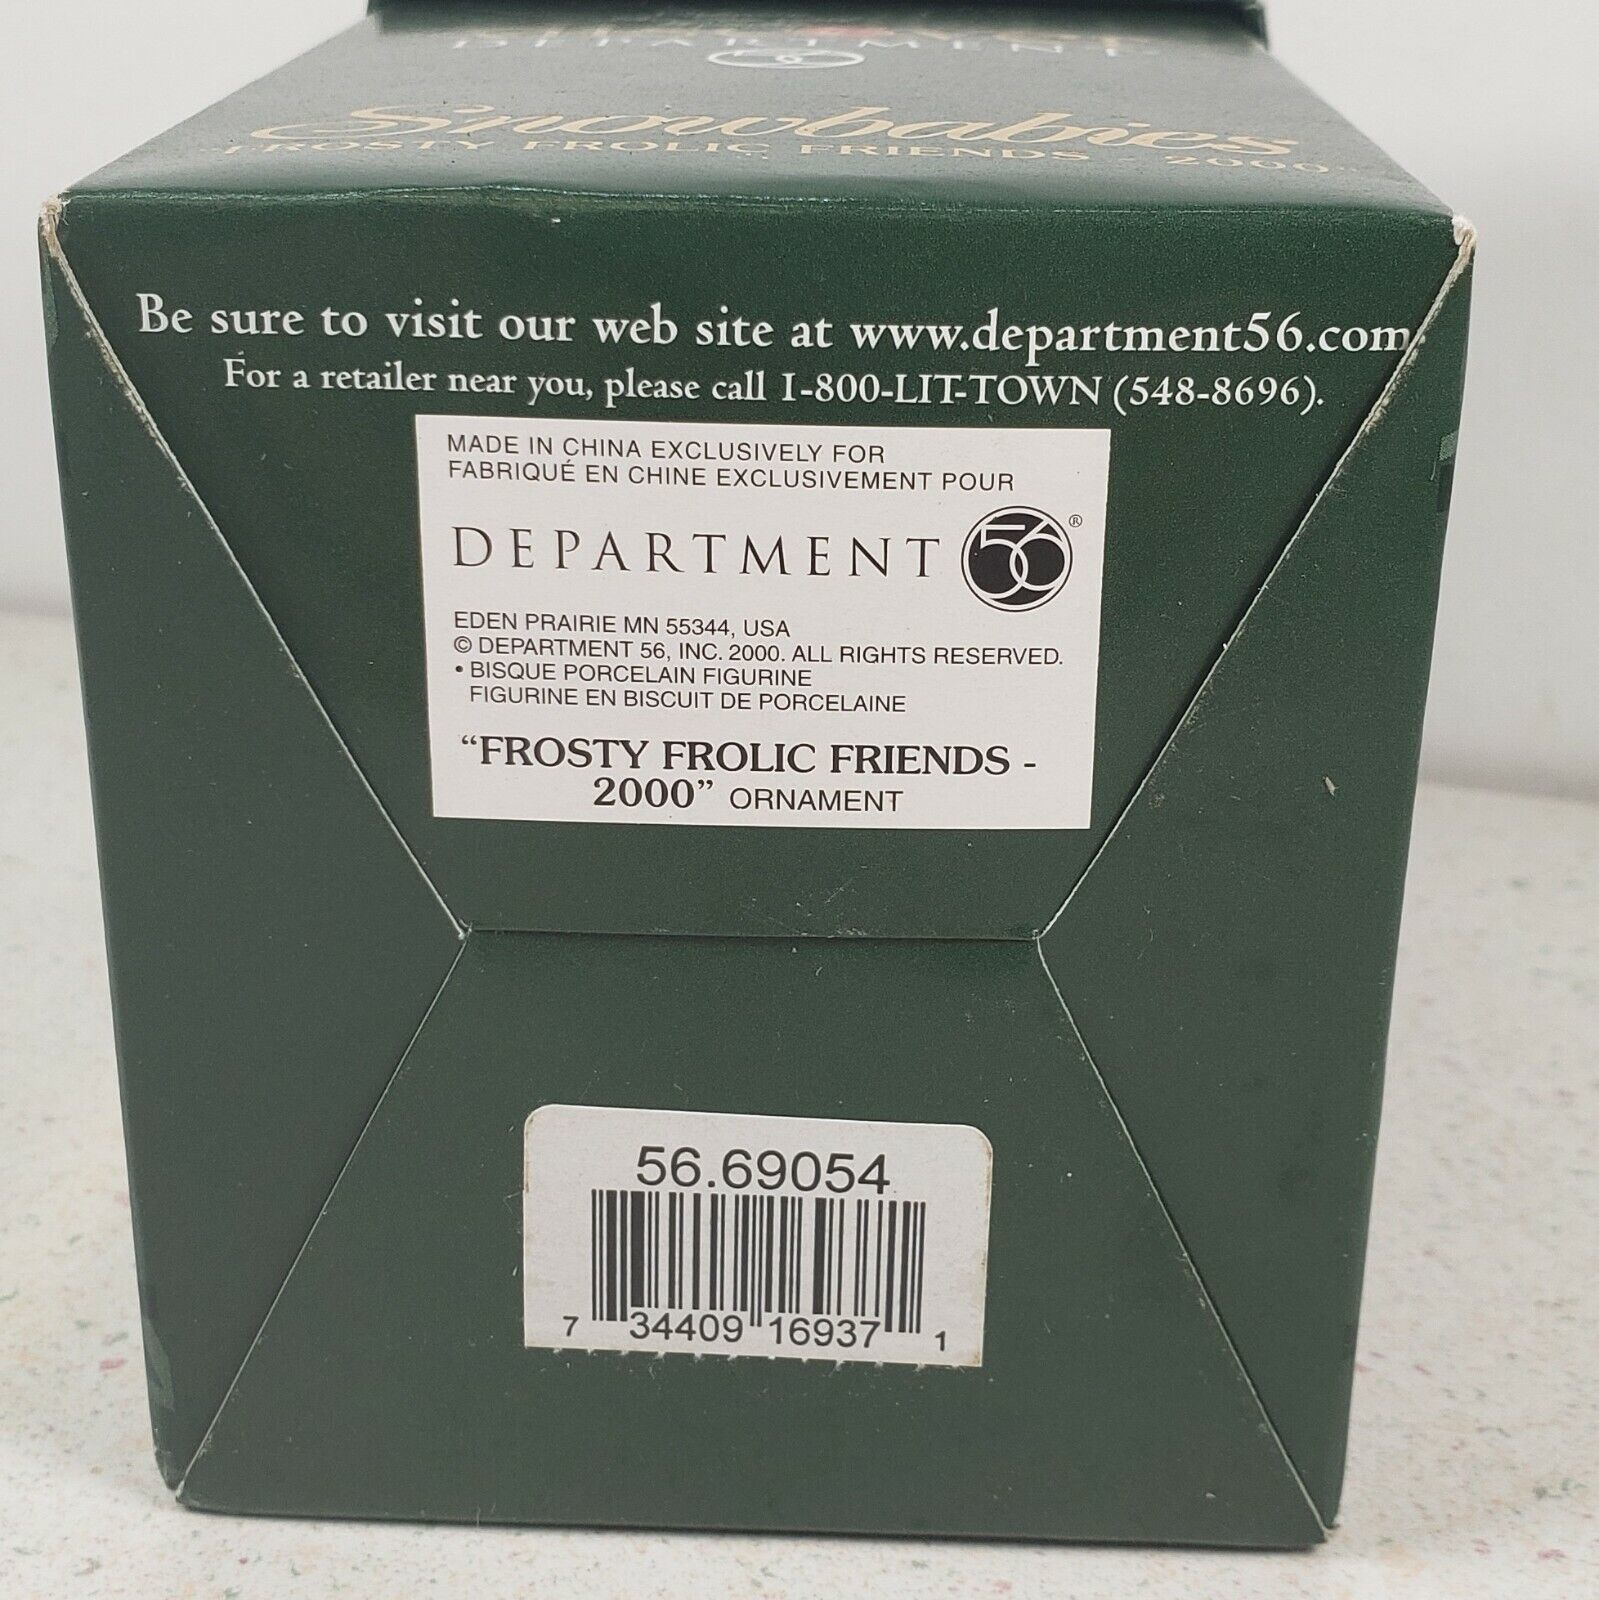 DEPARTMENT
Snowbabies
"FROSTY FROLIC FRIENDS - 2000"
Be sure to visit our web site at www.department56.com.
For a retailer near you, please call 1-800-LIT-TOWN (548-8696).
MADE IN CHINA EXCLUSIVELY FOR
FABRIQUÉ EN CHINE EXCLUSIVEMENT POUR
DEPARTMENT 56®
EDEN PRAIRIE MN 55344, USA
© DEPARTMENT 56, INC. 2000. ALL RIGHTS RESERVED.
• BISQUE PORCELAIN FIGURINE
FIGURINE EN BISCUIT DE PORCELAINE
“FROSTY FROLIC FRIENDS -
2000” ORNAMENT
56.69054
7 34409 16937 1